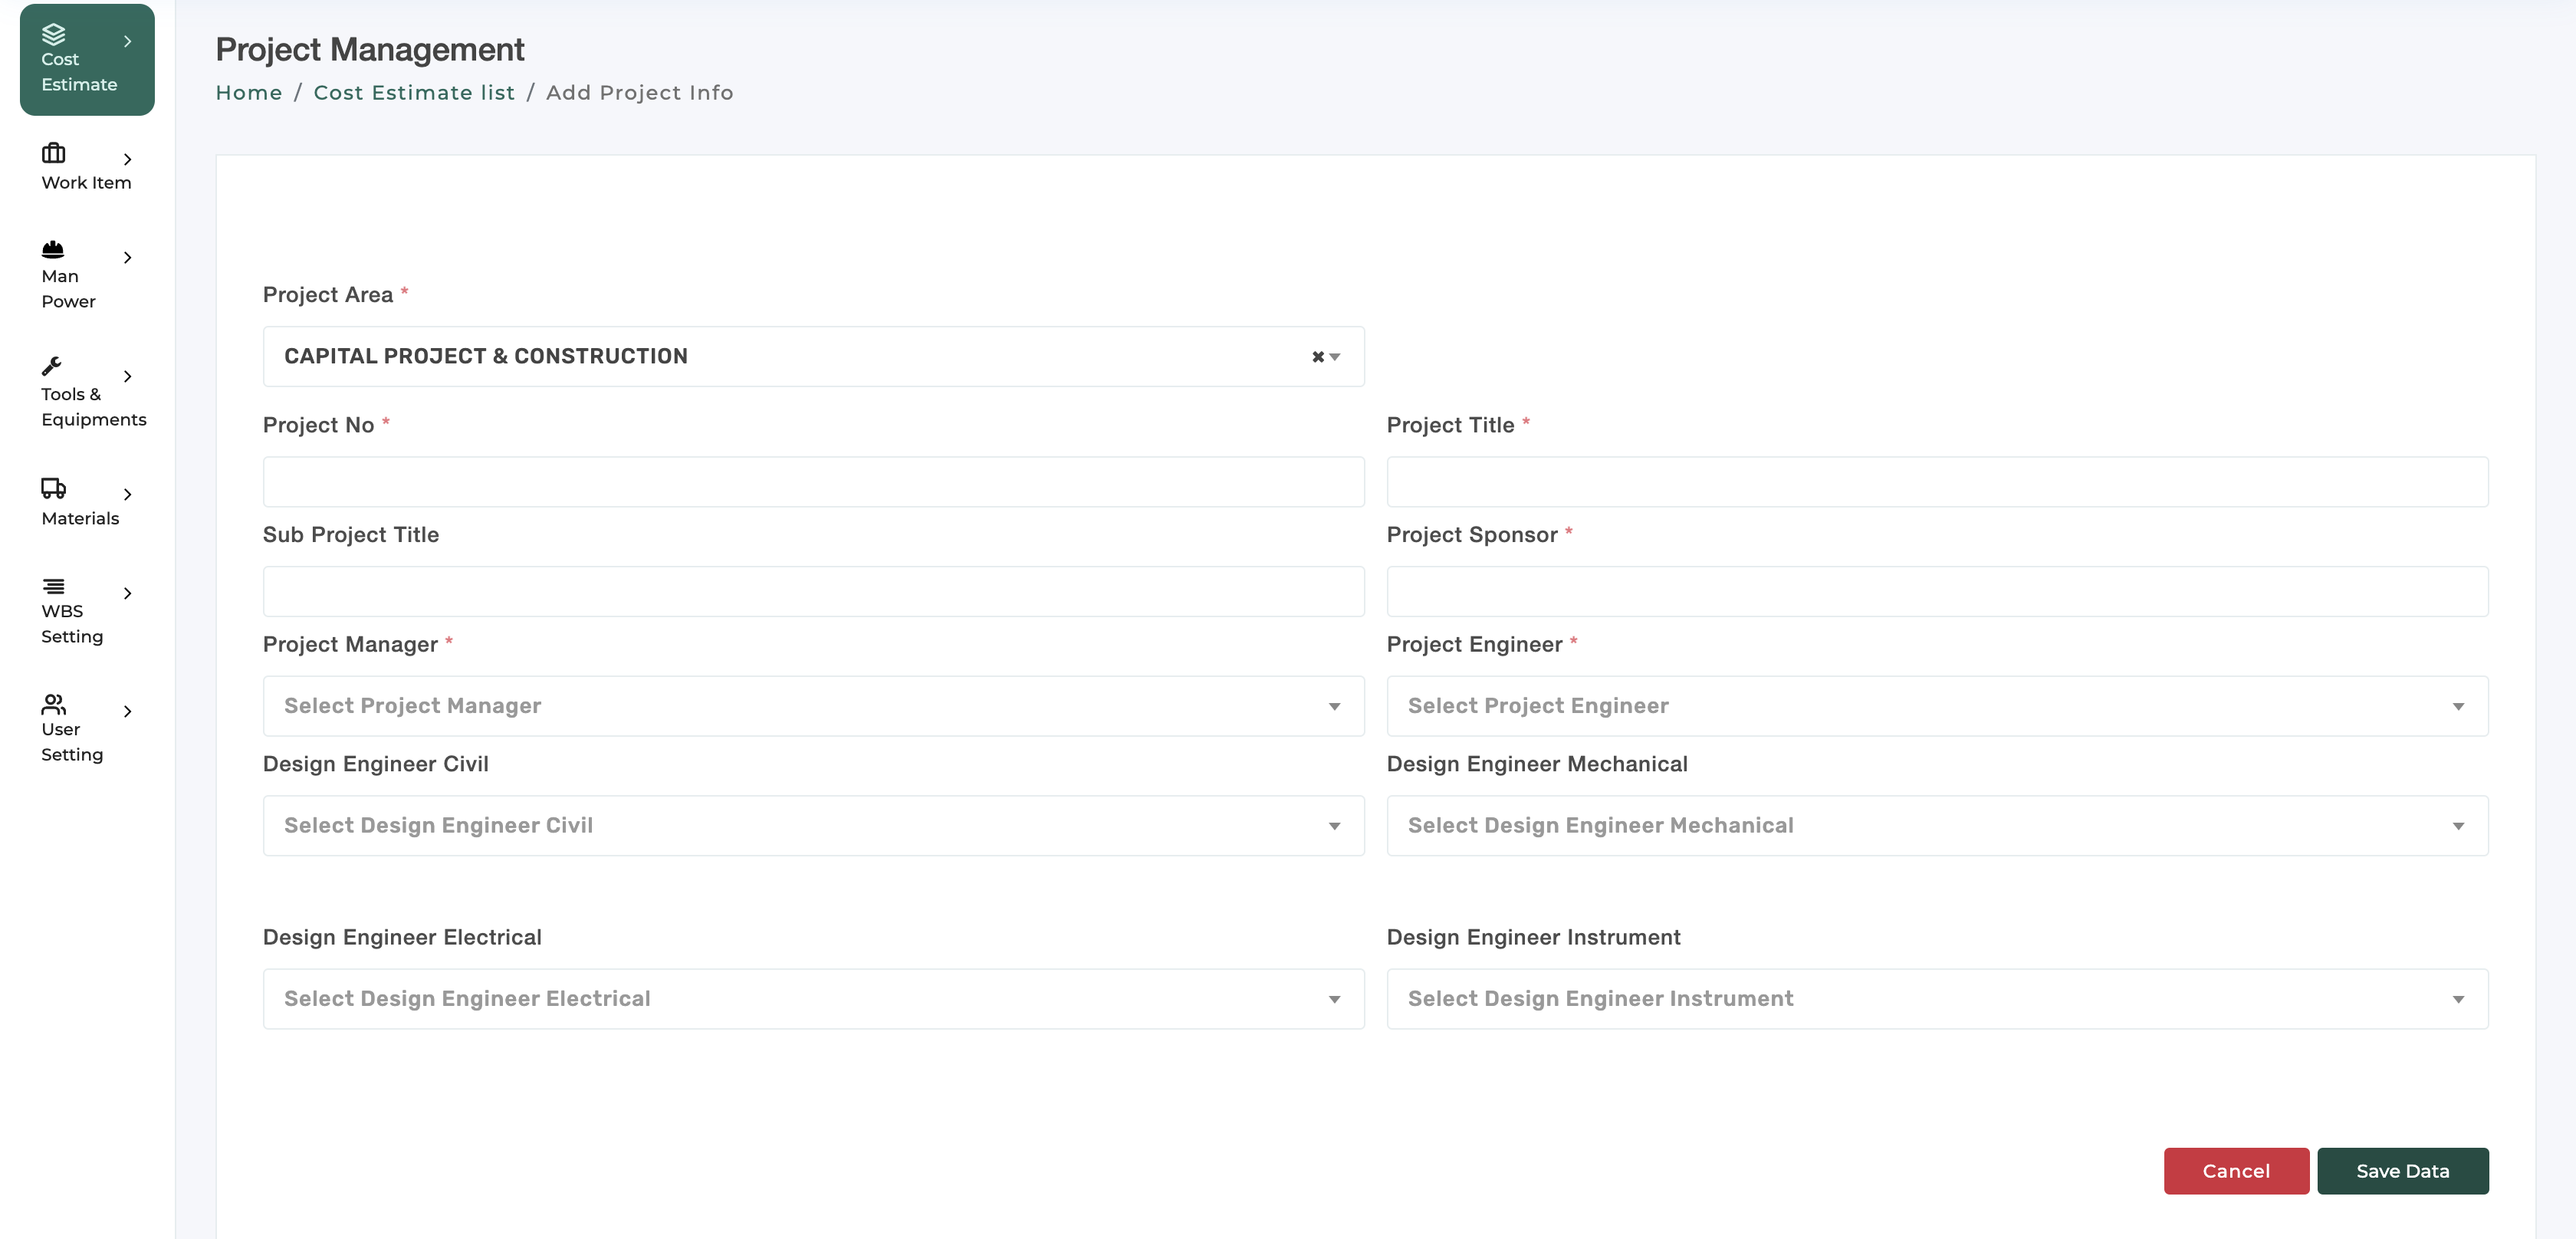 Cost
Estimate
Work Item
Man
Power
Tools &
Equipments
Materials
WBS
Setting
User
Setting
Project Management
Home / Cost Estimate list / Add Project Info
Project Area *
CAPITAL PROJECT & CONSTRUCTION
Project No *
Project Title *
Sub Project Title
Project Sponsor *
Project Manager *
Project Engineer *
Select Project Manager
Select Project Engineer
Design Engineer Civil
Design Engineer Mechanical
Select Design Engineer Civil
Select Design Engineer Mechanical
Design Engineer Electrical
Design Engineer Instrument
Select Design Engineer Electrical
Select Design Engineer Instrument
Cancel
Save Data